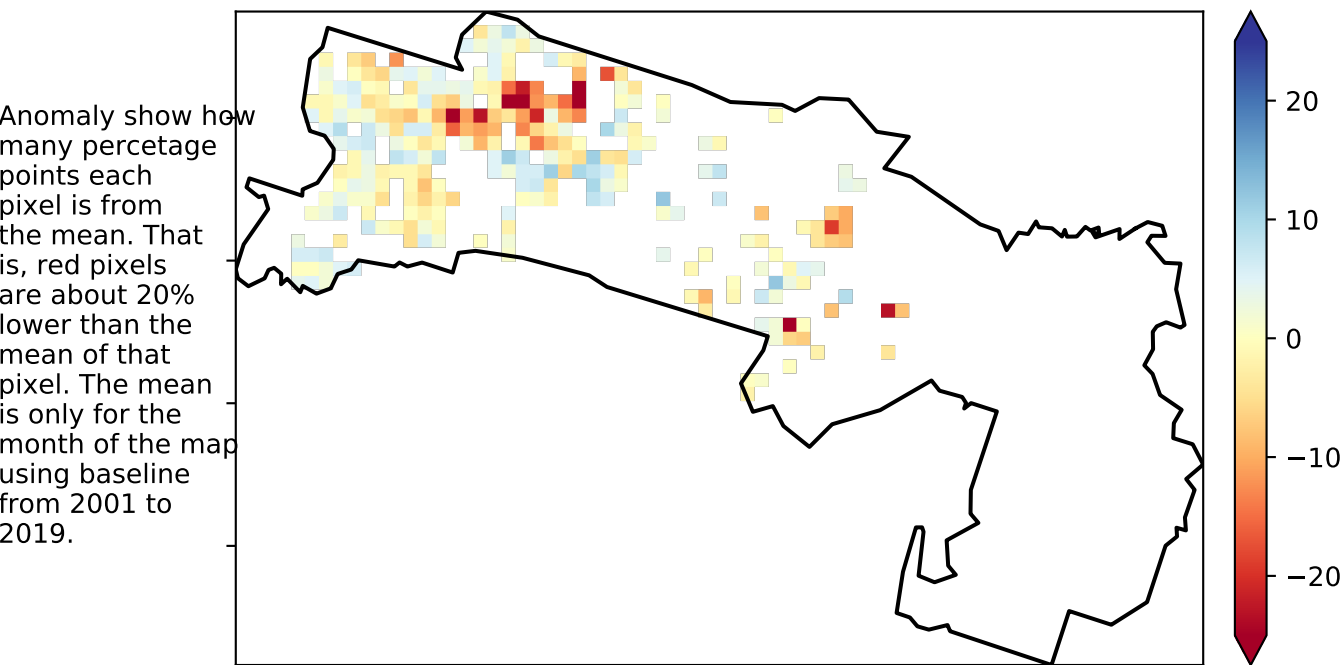 Anomaly show how
many percetage
points each
pixel is from
the mean. That
is, red pixels
are about 20%
lower than the
mean of that
pixel. The mean
is only for the
month of the map
using baseline
from 2001 to
2019.
20
10
0
−10
−20